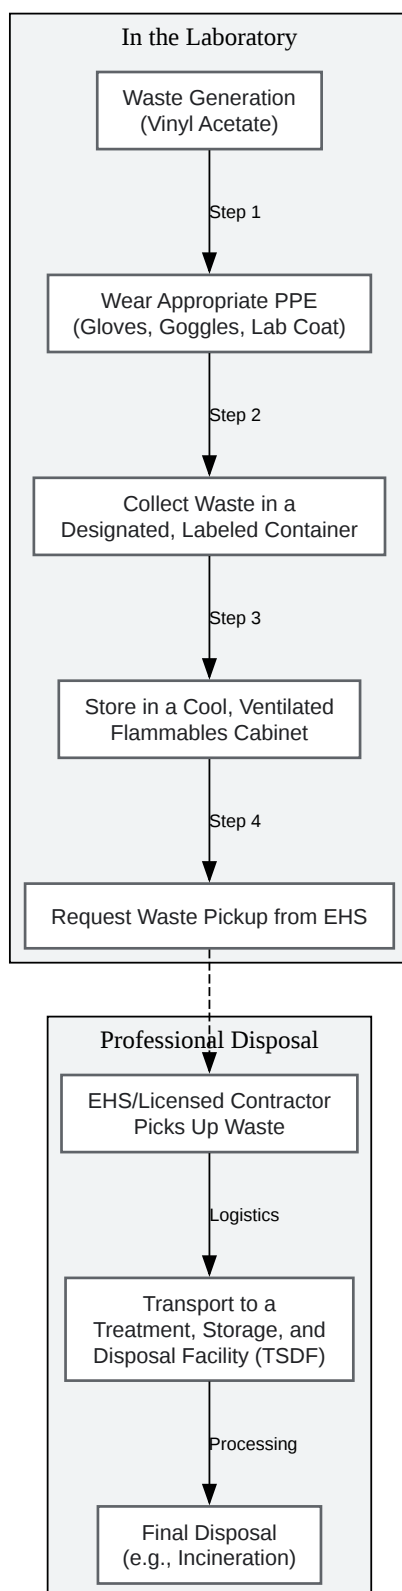 In the Laboratory
Waste Generation
(Vinyl Acetate)
Step 1
Wear Appropriate PPE
(Gloves, Goggles, Lab Coat)
Step 2
Collect Waste in a
Designated, Labeled Container
Step 3
Store in a Cool, Ventilated
Flammables Cabinet
Step 4
Request Waste Pickup from EHS
Professional Disposal
EHS/Licensed Contractor
Picks Up Waste
Logistics
Transport to a
Treatment, Storage, and
Disposal Facility (TSDF)
Processing
Final Disposal
(e.g., Incineration)